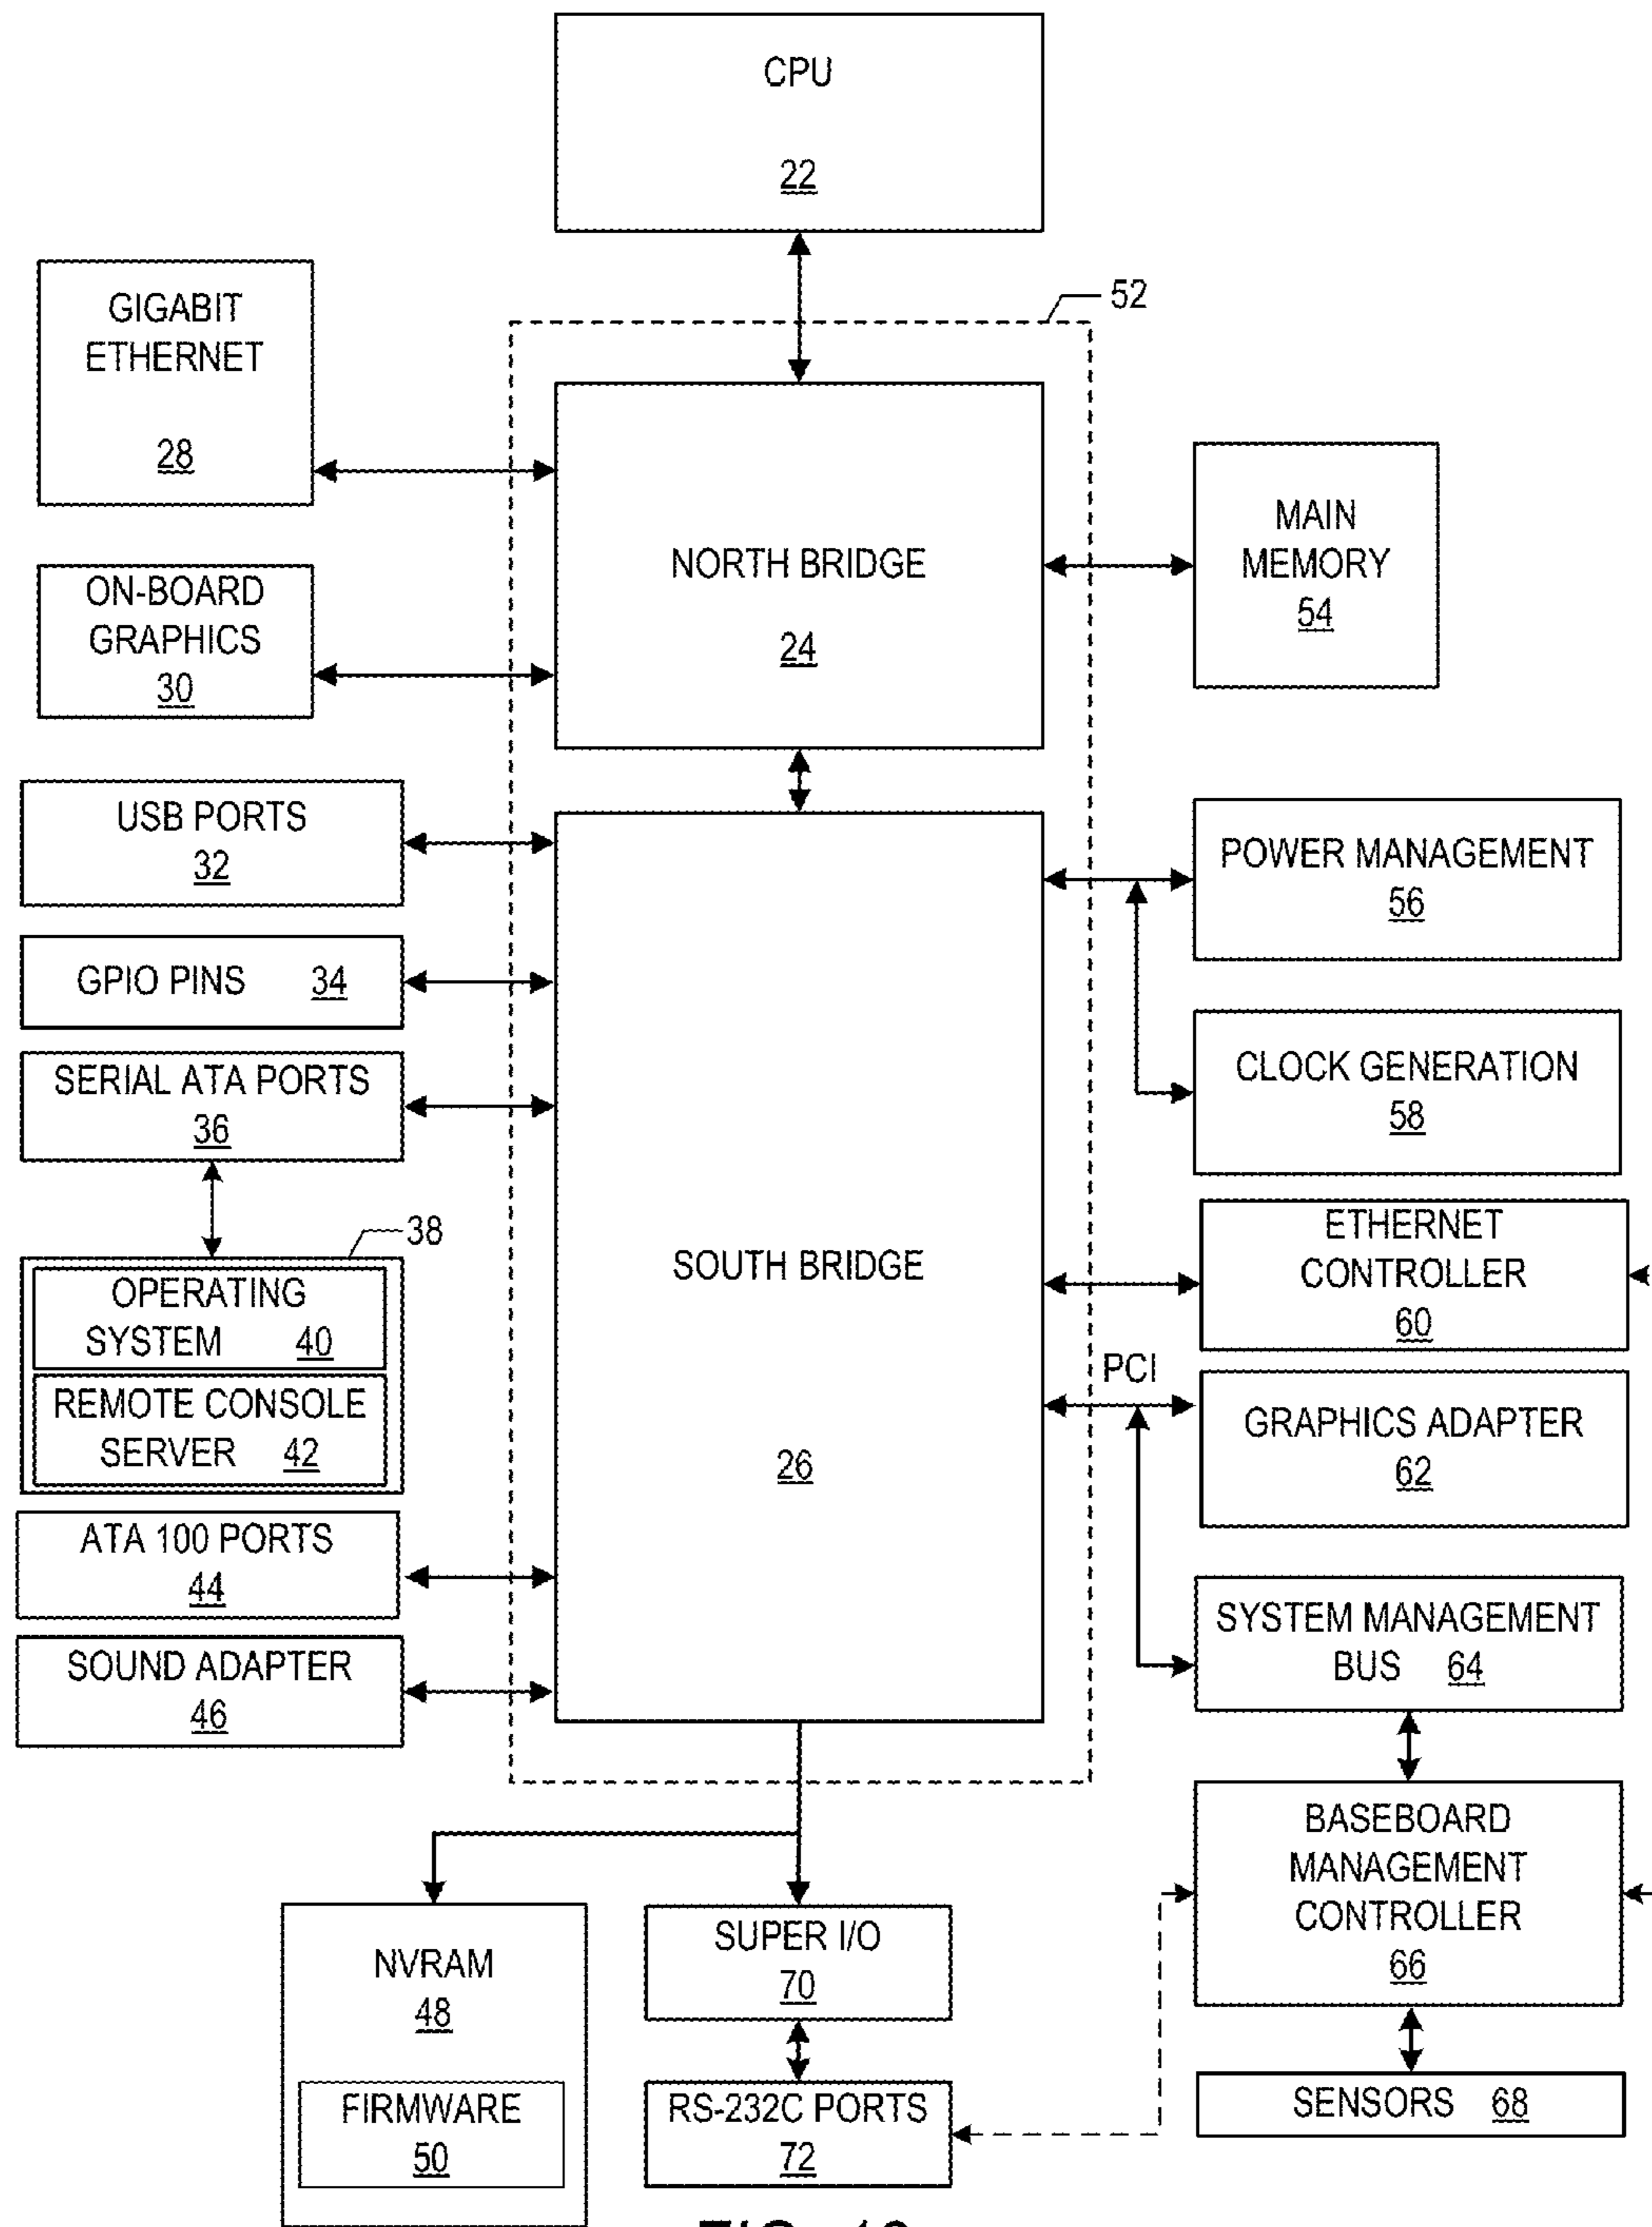 CPU
22
52
GIGABIT
ETHERNET
28
NORTH BRIDGE
24
MAIN
MEMORY
54
ON-BOARD
GRAPHICS
30
USB PORTS
32
POWER MANAGEMENT
56
GPIO PINS 34
SERIAL ATA PORTS
36
CLOCK GENERATION
58
38
OPERATING
SYSTEM 40
REMOTE CONSOLE
SERVER 42
SOUTH BRIDGE
26
ETHERNET
CONTROLLER
60
PCI
GRAPHICS ADAPTER
62
ATA 100 PORTS
44
SOUND ADAPTER
46
SYSTEM MANAGEMENT
BUS 64
BASEBOARD
MANAGEMENT
CONTROLLER
66
NVRAM
48
FIRMWARE
50
SUPER I/O
70
RS-232C PORTS
72
SENSORS 68